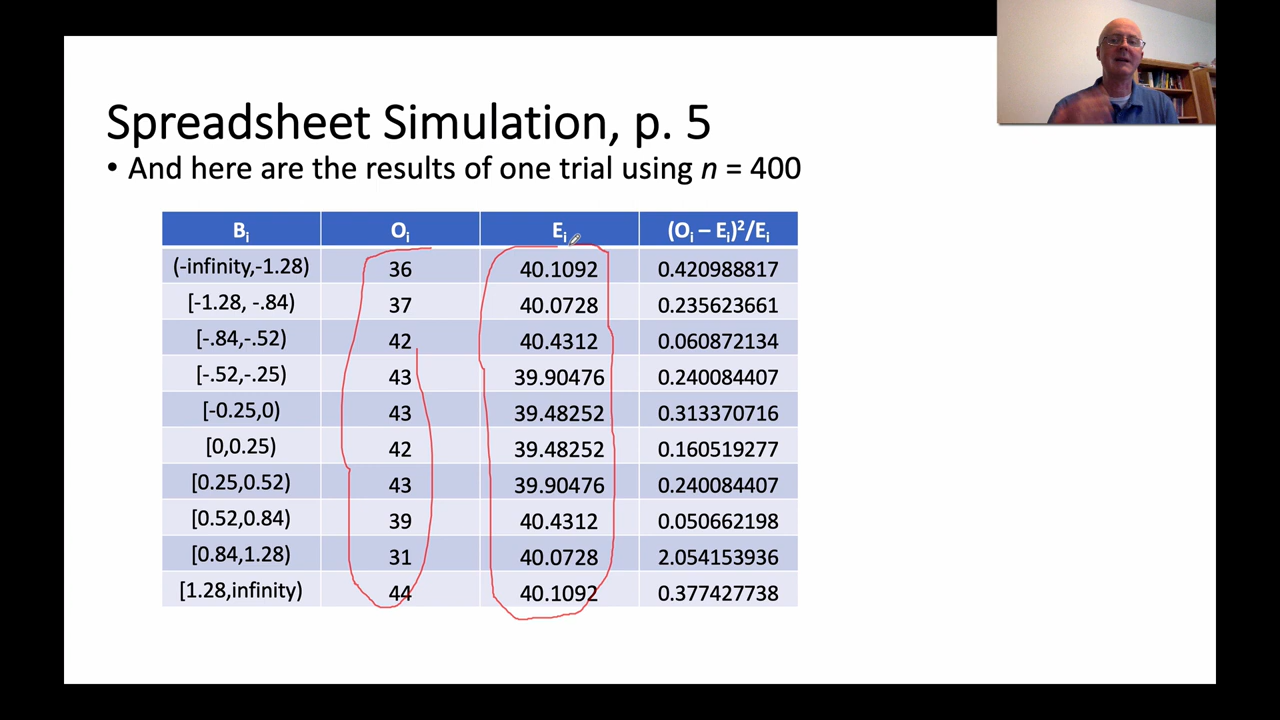 Spreadsheet Simulation, p. 5
• And here are the results of one trial using n = 400
Bi Oi Ei (Oi – Ei)²/Ei
(-infinity,-1.28) 36 40.1092 0.420988817
[-1.28, -.84) 37 40.0728 0.235623661
[-.84,-.52) 42 40.4312 0.060872134
[-.52,-.25) 43 39.90476 0.240084407
[-0.25,0) 43 39.48252 0.313370716
[0,0.25) 42 39.48252 0.160519277
[0.25,0.52) 43 39.90476 0.240084407
[0.52,0.84) 39 40.4312 0.050662198
[0.84,1.28) 31 40.0728 2.054153936
[1.28,infinity) 44 40.1092 0.377427738